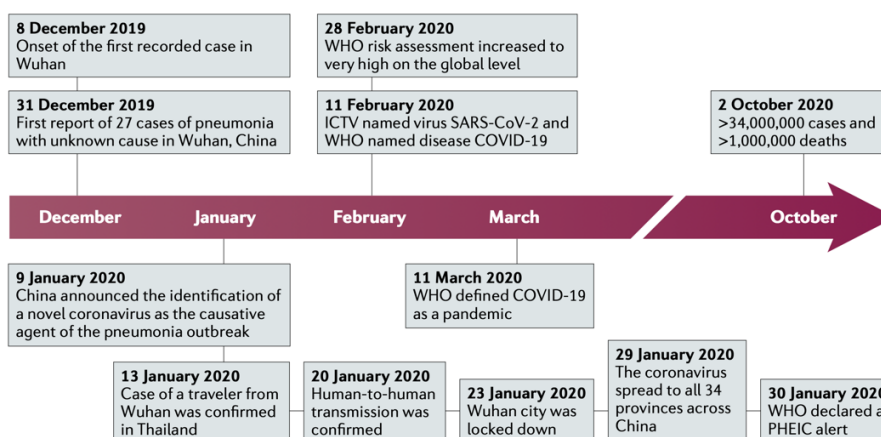 8 December 2019
Onset of the first recorded case in
Wuhan
28 February 2020
WHO risk assessment increased to
very high on the global level
31 December 2019
First report of 27 cases of pneumonia
with unknown cause in Wuhan, China
11 February 2020
ICTV named virus SARS-CoV-2 and
WHO named disease COVID-19
2 October 2020
>34,000,000 cases and
>1,000,000 deaths
December
January
February
March
October
9 January 2020
China announced the identification of
a novel coronavirus as the causative
agent of the pneumonia outbreak
11 March 2020
WHO defined COVID-19
as a pandemic
13 January 2020
Case of a traveler from
Wuhan was confirmed
in Thailand
20 January 2020
Human-to-human
transmission was
confirmed
23 January 2020
Wuhan city was
locked down
29 January 2020
The coronavirus
spread to all 34
provinces across
China
30 January 2020
WHO declared a
PHEIC alert